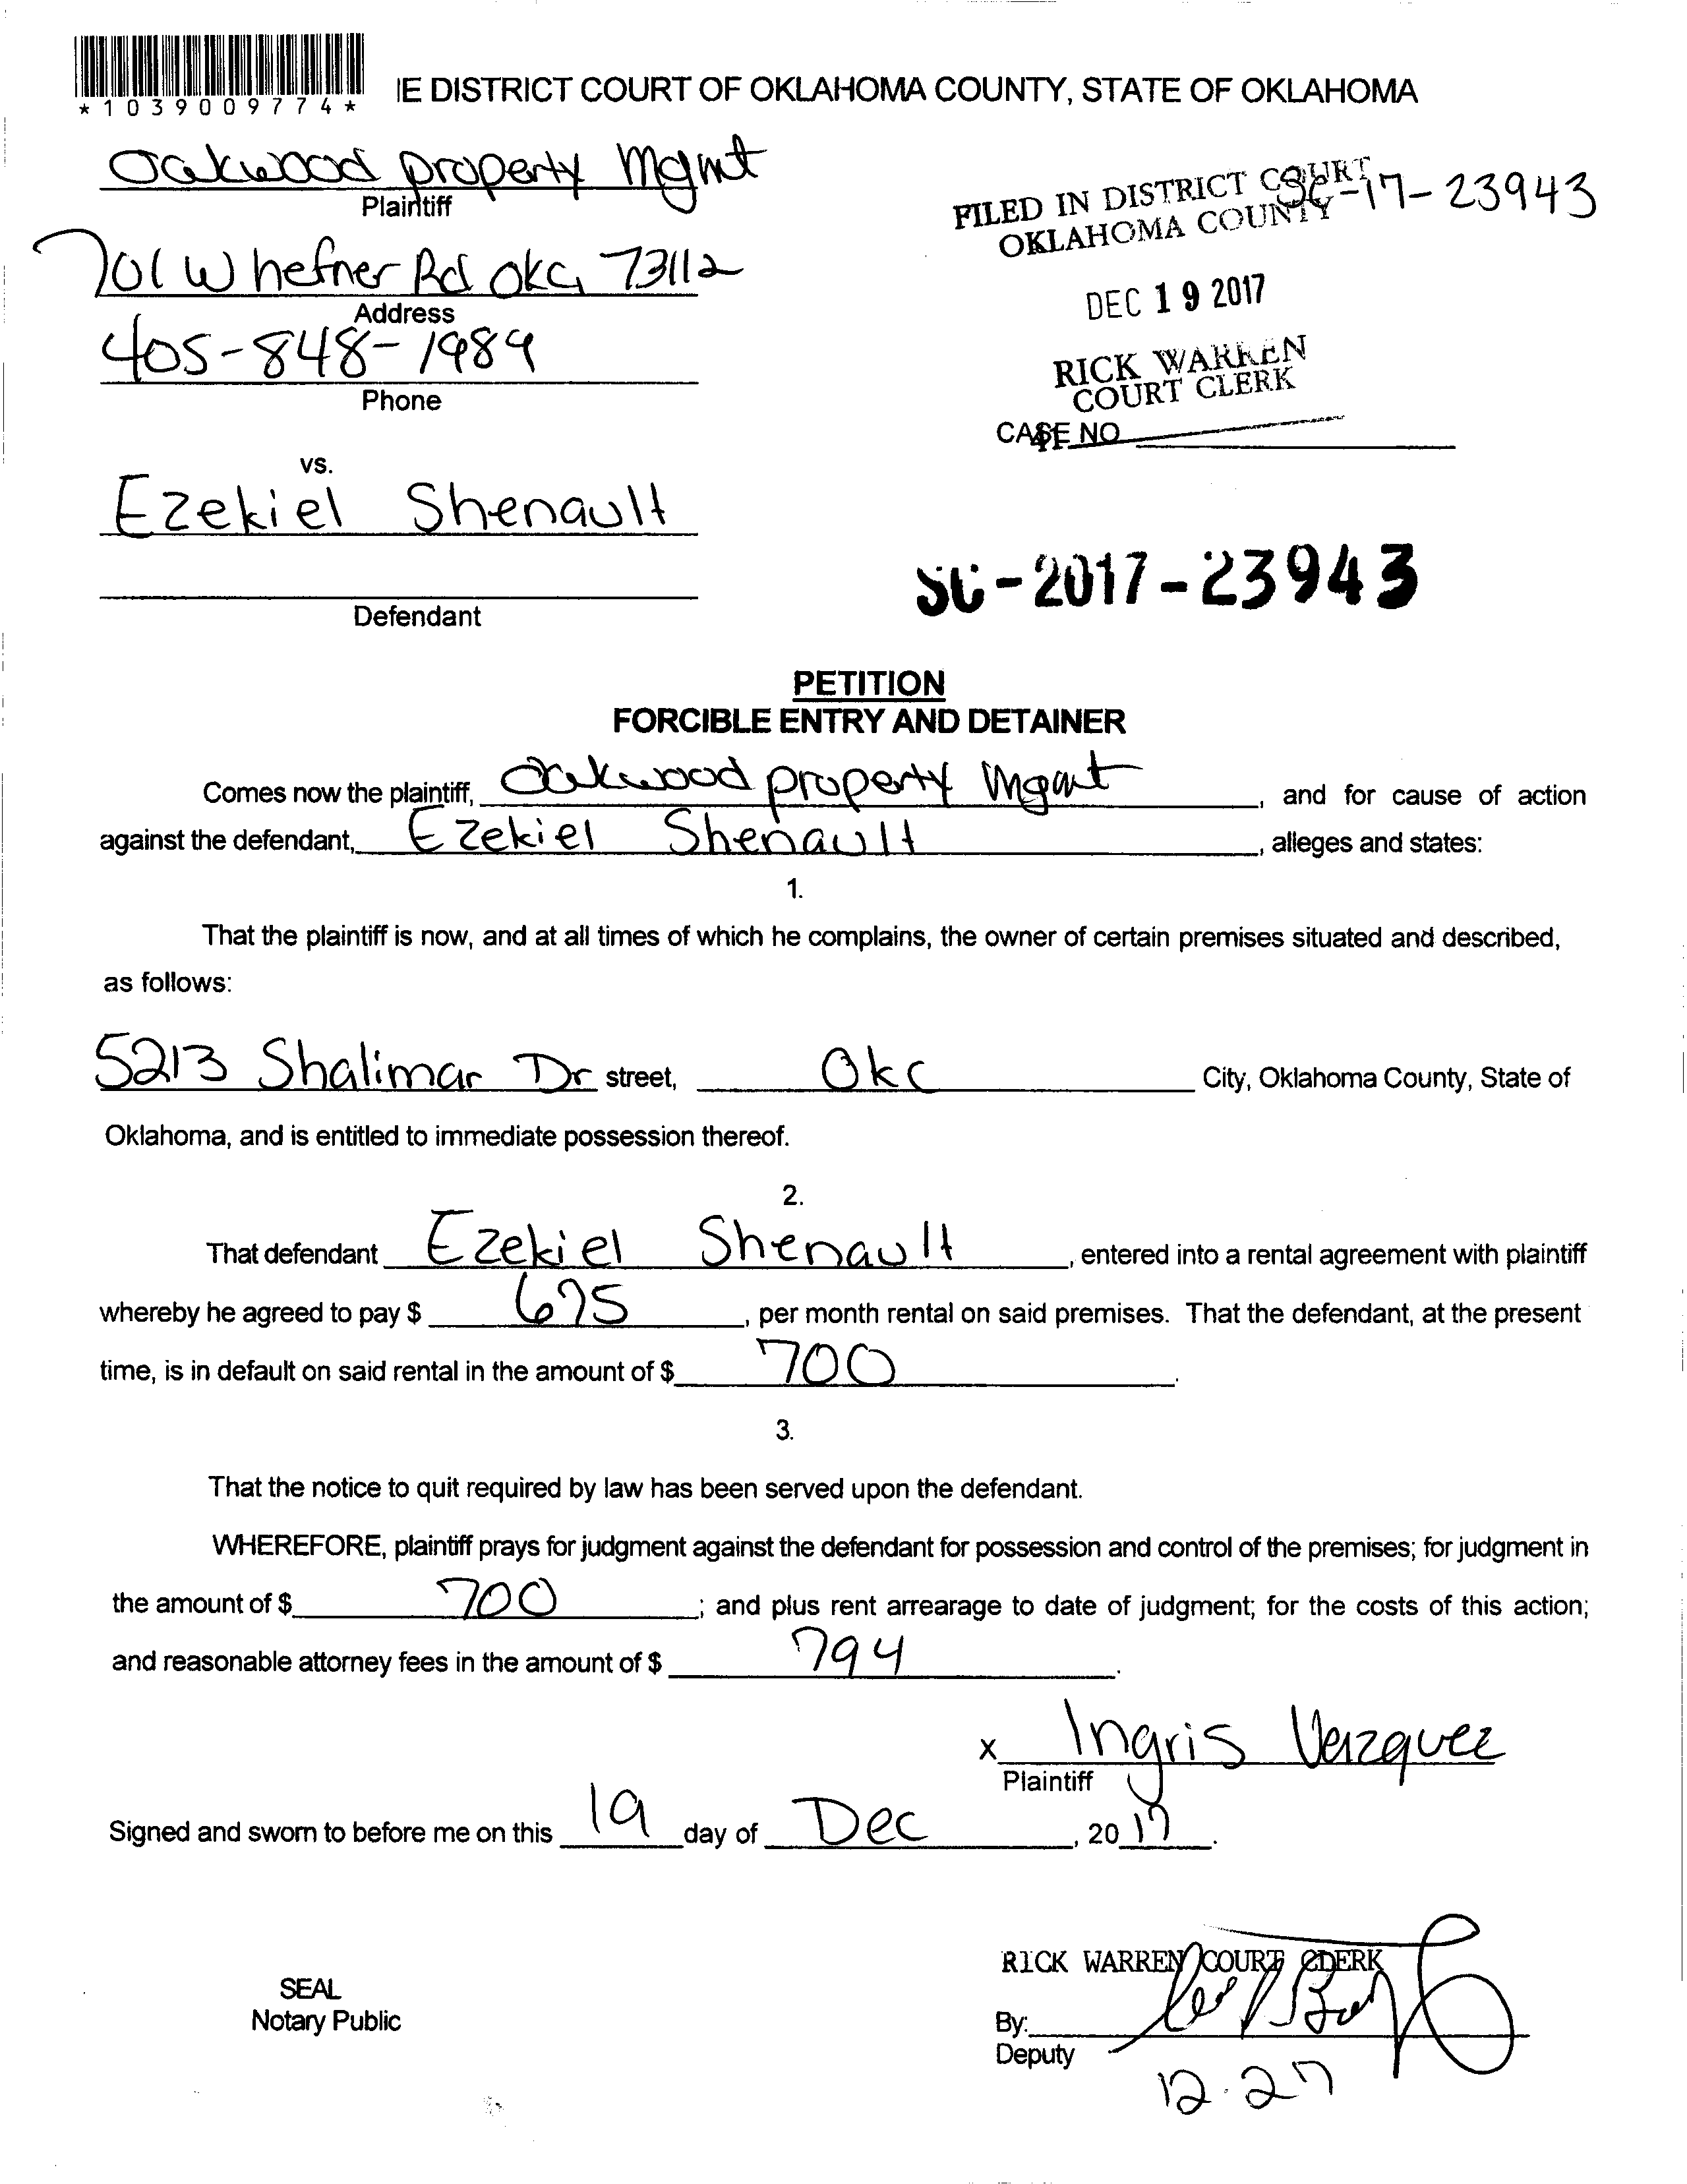 *1039009774*
IE DISTRICT COURT OF OKLAHOMA COUNTY, STATE OF OKLAHOMA
Oakwood property Mgmt
Plaintiff
FILED IN DISTRICT COURT
OKLAHOMA COUNTY
SC-17-23943
701 W hefner Rd OKC, 73112
Address
DEC 19 2017
405-848-1989
Phone
RICK WARREN
COURT CLERK
CASE NO
vs.
Ezekiel Shenault
Defendant
SC-2017-23943
PETITION
FORCIBLE ENTRY AND DETAINER
Comes now the plaintiff, Oakwood property Mgmt, and for cause of action
against the defendant, Ezekiel Shenault, alleges and states:
1.
That the plaintiff is now, and at all times of which he complains, the owner of certain premises situated and described,
as follows:
5213 Shalimar Dr street, Okc City, Oklahoma County, State of
Oklahoma, and is entitled to immediate possession thereof.
2.
That defendant Ezekiel Shenault, entered into a rental agreement with plaintiff
whereby he agreed to pay $ 675, per month rental on said premises. That the defendant, at the present
time, is in default on said rental in the amount of $ 700.
3.
That the notice to quit required by law has been served upon the defendant.
WHEREFORE, plaintiff prays for judgment against the defendant for possession and control of the premises; for judgment in
the amount of $ 700; and plus rent arrearage to date of judgment; for the costs of this action;
and reasonable attorney fees in the amount of $ 794.
x Ingris Vazquez
Plaintiff
Signed and sworn to before me on this 19 day of Dec, 2017.
RICK WARREN COURT CLERK
SEAL
Notary Public
By:
Deputy
12.27